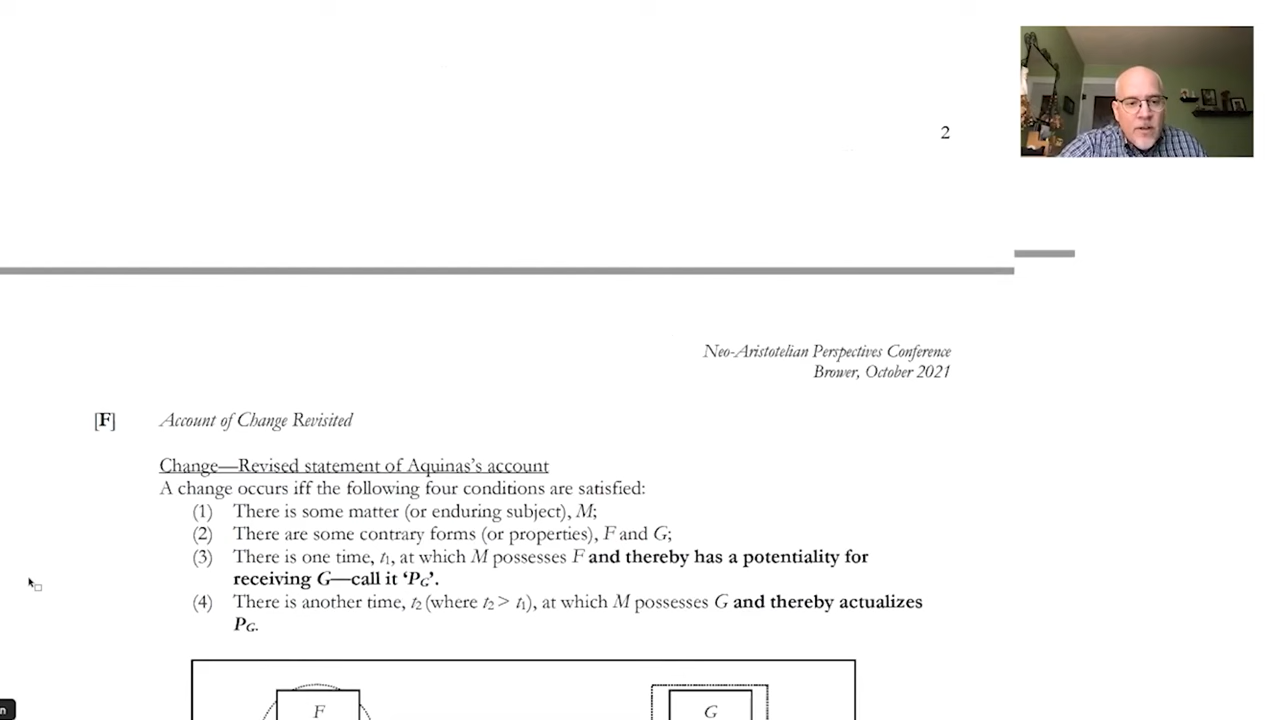 2
Neo-Aristotelian Perspectives Conference
Brower, October 2021
[F] Account of Change Revisited
Change—Revised statement of Aquinas's account
A change occurs iff the following four conditions are satisfied:
(1) There is some matter (or enduring subject), M;
(2) There are some contrary forms (or properties), F and G;
(3) There is one time, t1, at which M possesses F and thereby has a potentiality for
receiving G—call it ‘PG’.
(4) There is another time, t2 (where t2 > t1), at which M possesses G and thereby actualizes
PG.
F G
n